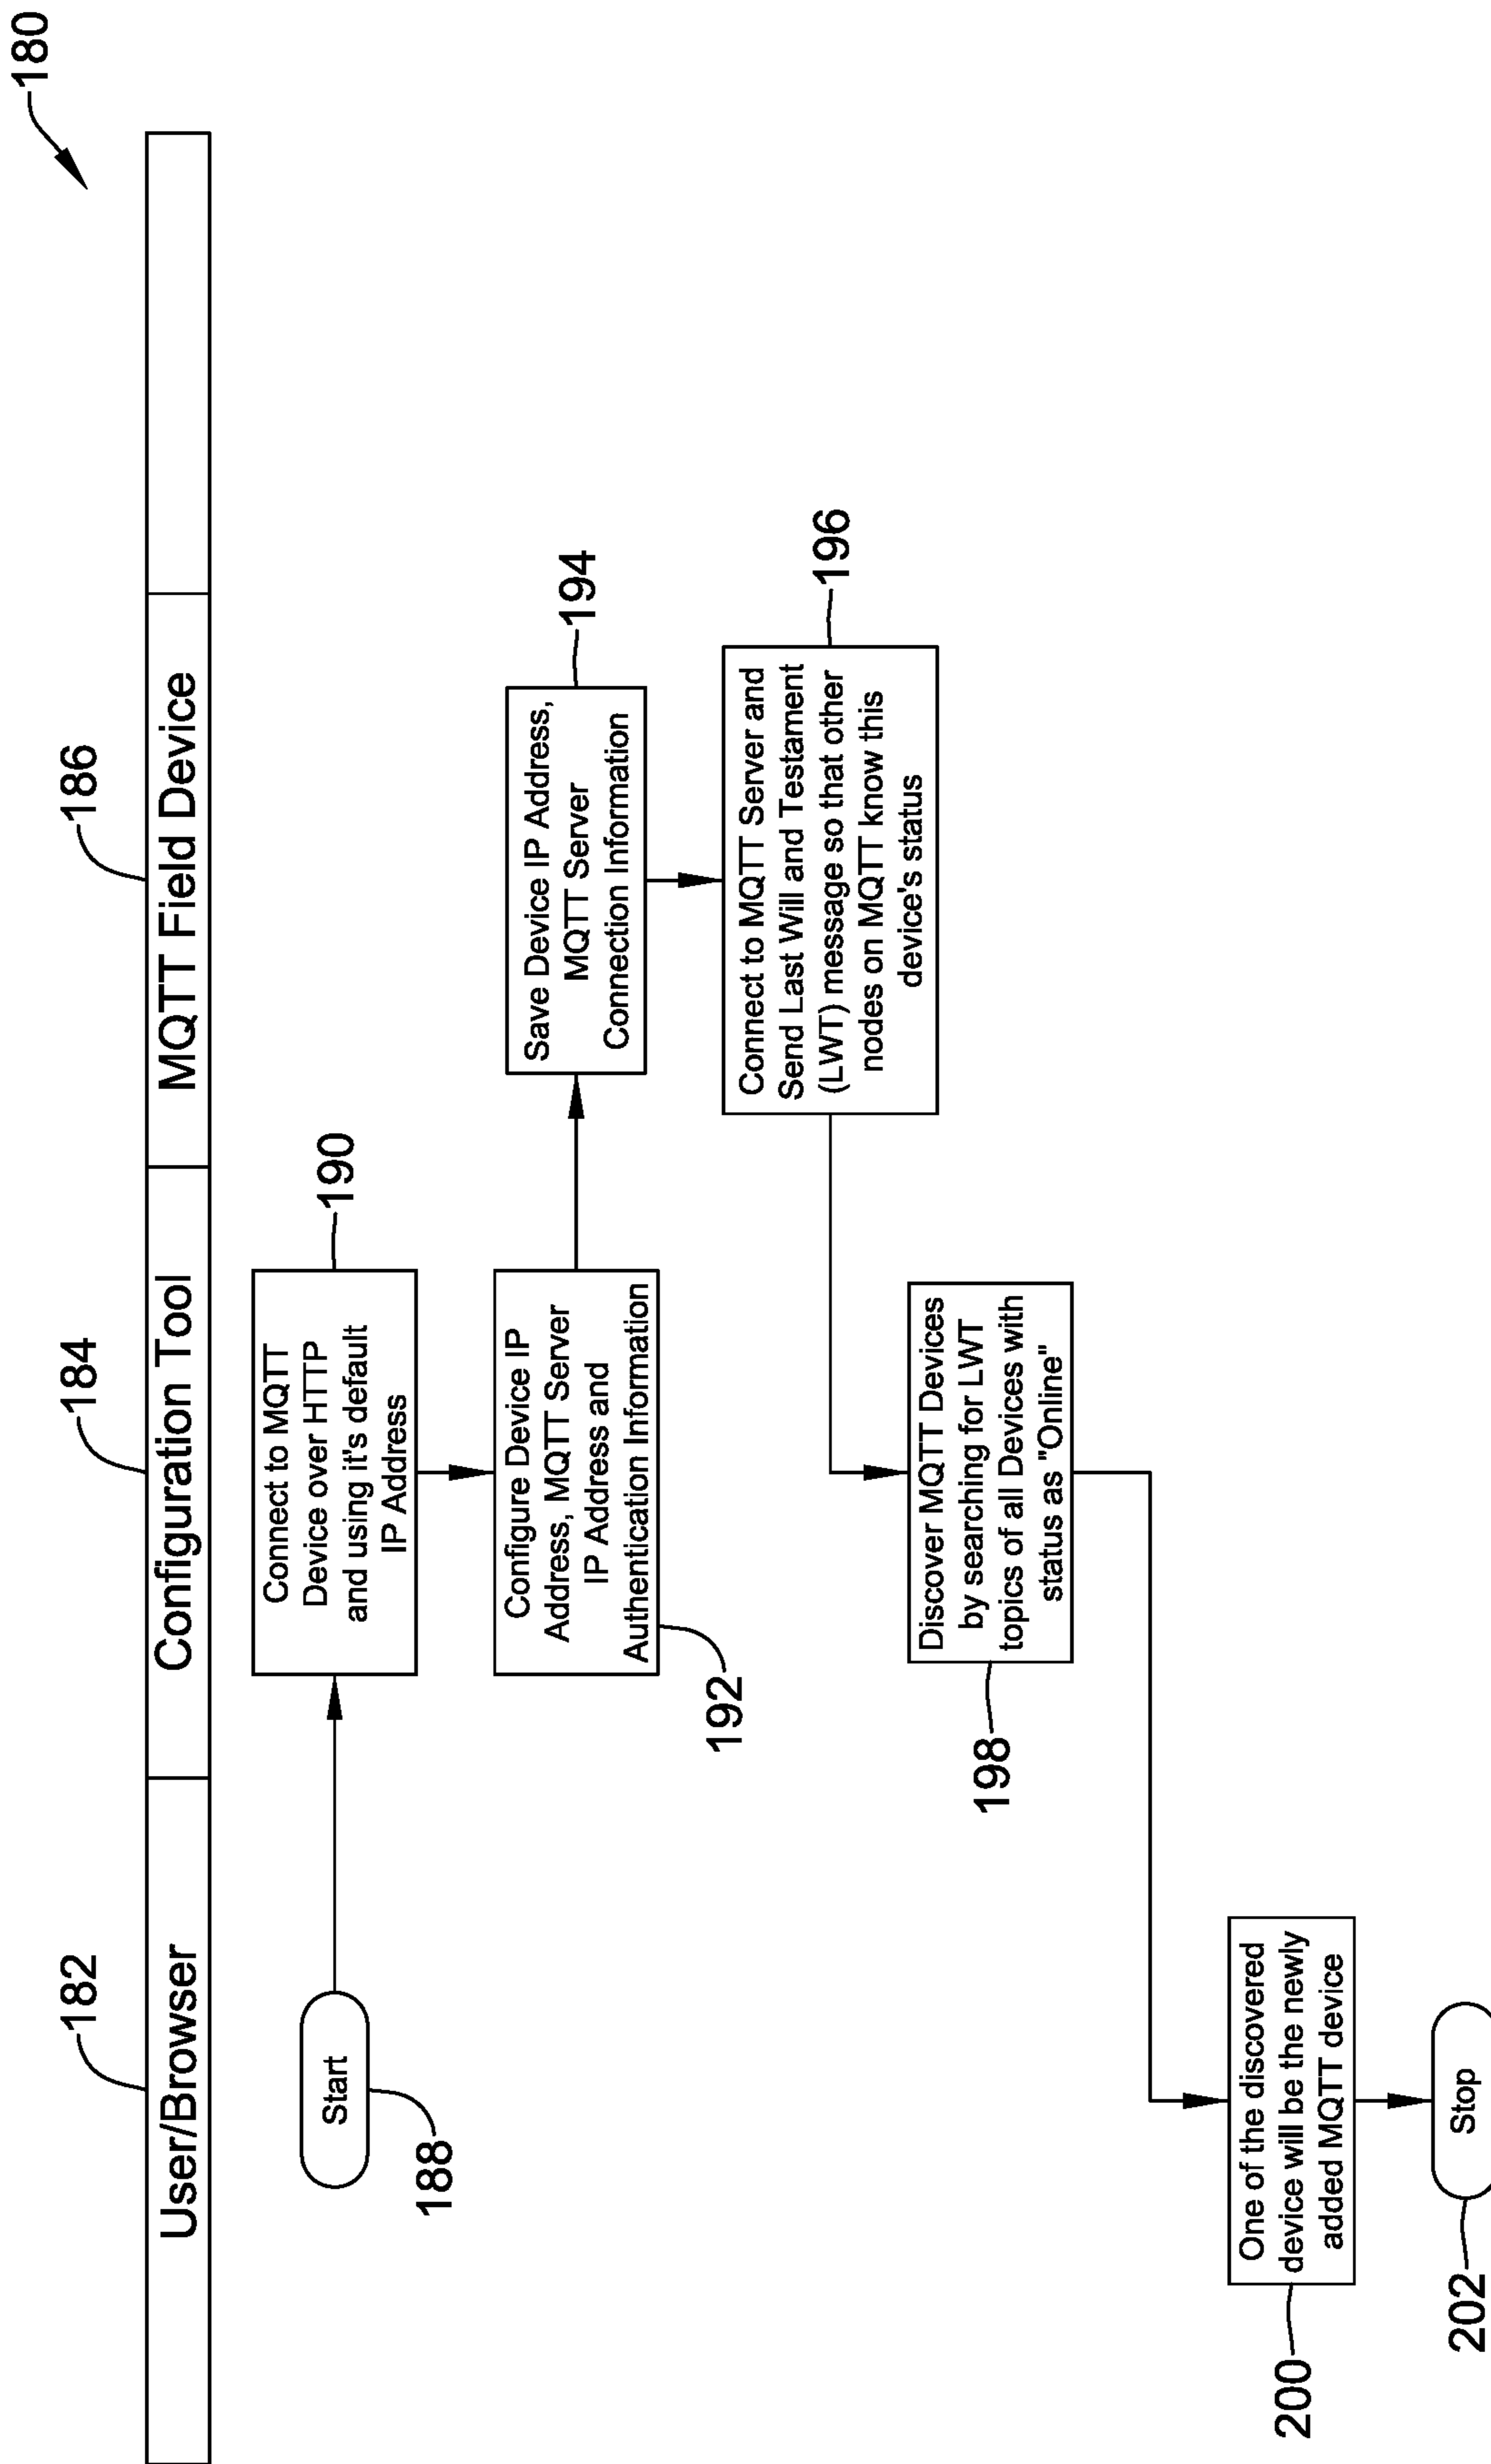 180
182
184
186
User/Browser
Configuration Tool
MQTT Field Device
Start
188
Connect to MQTT
Device over HTTP
and using it's default
IP Address
190
Configure Device IP
Address, MQTT Server
IP Address and
Authentication Information
192
Save Device IP Address,
MQTT Server
Connection Information
194
Connect to MQTT Server and
Send Last Will and Testament
(LWT) message so that other
nodes on MQTT know this
device's status
196
Discover MQTT Devices
by searching for LWT
topics of all Devices with
status as "Online"
198
One of the discovered
device will be the newly
added MQTT device
200
Stop
202